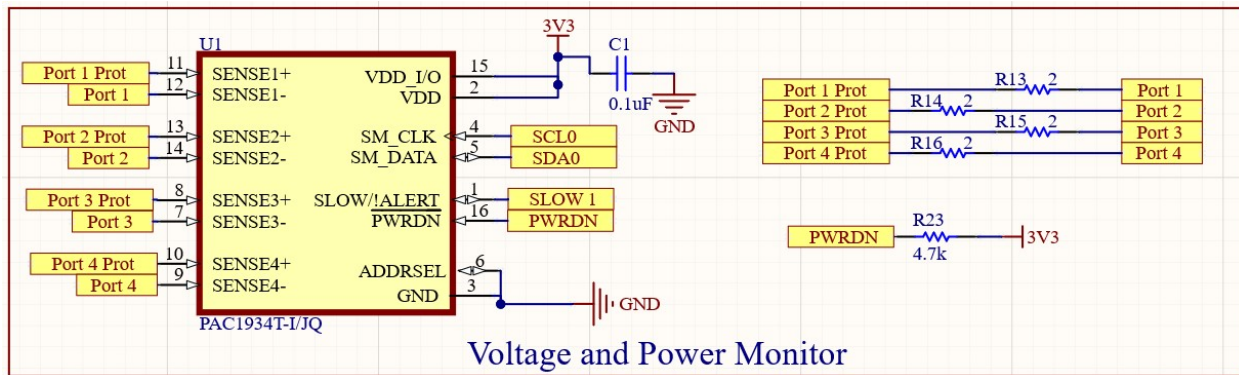 U1
3V3
C1
0.1uF
GND
Port 1 Prot 11 SENSE1+
Port 1 12 SENSE1-
Port 2 Prot 13 SENSE2+
Port 2 14 SENSE2-
Port 3 Prot 8 SENSE3+
Port 3 7 SENSE3-
Port 4 Prot 10 SENSE4+
Port 4 9 SENSE4-
VDD_I/O 15
VDD 2
SM_CLK 4 SCL0
SM_DATA 5 SDA0
SLOW/!ALERT 1 SLOW 1
PWRDN 16 PWRDN
ADDRSEL 6
GND 3
GND
PAC1934T-I/JQ
Port 1 Prot R13 2 Port 1
Port 2 Prot R14 2 Port 2
Port 3 Prot R15 2 Port 3
Port 4 Prot R16 2 Port 4
R23
PWRDN 3V3
4.7k
Voltage and Power Monitor